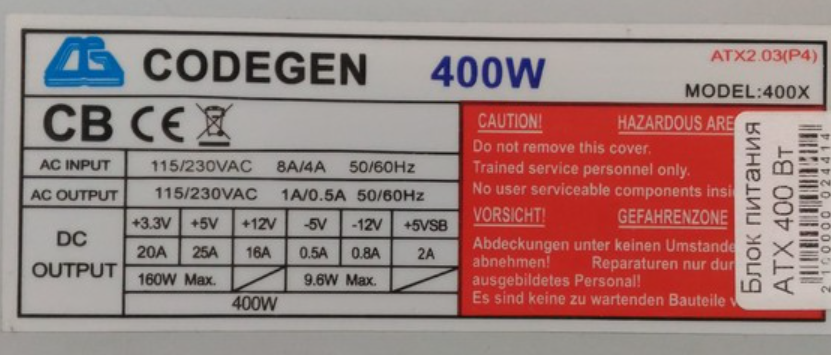 CODEGEN 400W
ATX2.03(P4)
MODEL:400X
CB CE
AC INPUT 115/230VAC 8A/4A 50/60Hz
AC OUTPUT 115/230VAC 1A/0.5A 50/60Hz
DC OUTPUT
+3.3V +5V +12V -5V -12V +5VSB
20A 25A 16A 0.5A 0.8A 2A
160W Max. 9.6W Max.
400W
CAUTION! HAZARDOUS ARE
Do not remove this cover.
Trained service personnel only.
No user serviceable components insi
VORSICHT! GEFAHRENZONE
Abdeckungen unter keinen Umstande
abnehmen! Reparaturen nur dur
ausgebildetes Personal!
Es sind keine zu wartenden Bauteile
Блок питания
ATX 400 Вт